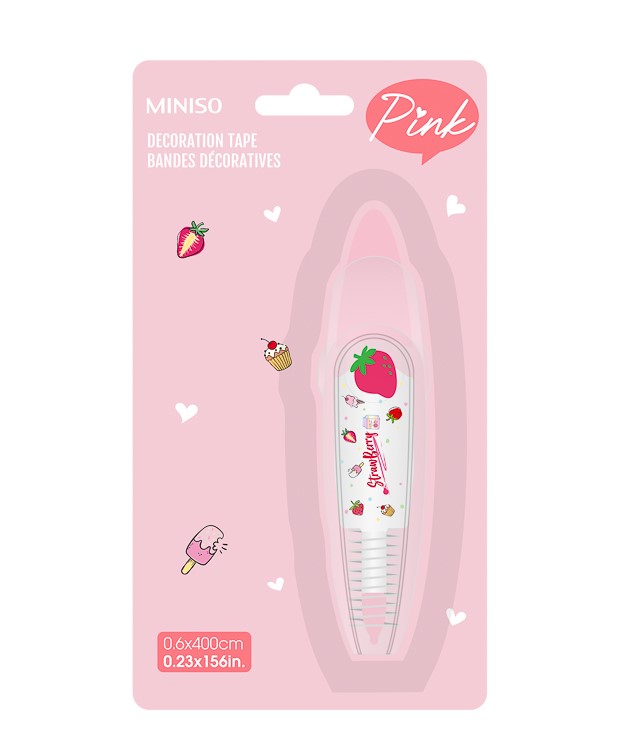 MINISO
Pink
DECORATION TAPE
BANDES DÉCORATIVES
StrawBerry
0.6x400cm
0.23x156in.